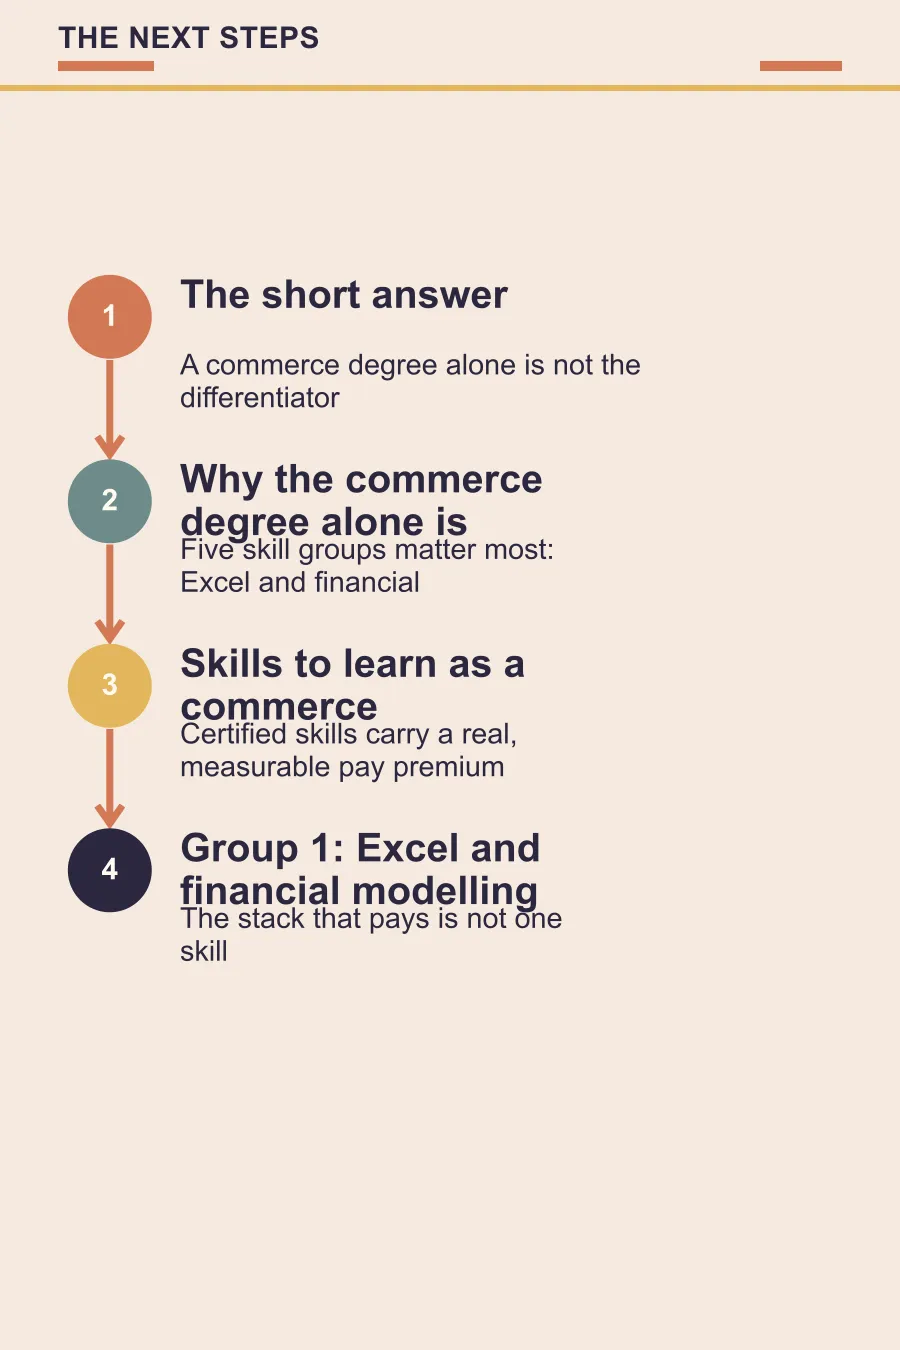 THE NEXT STEPS
1
The short answer
A commerce degree alone is not the
differentiator
2
Why the commerce
degree alone is
Five skill groups matter most:
Excel and financial
3
Skills to learn as a
commerce
Certified skills carry a real,
measurable pay premium
4
Group 1: Excel and
financial modelling
The stack that pays is not one
skill